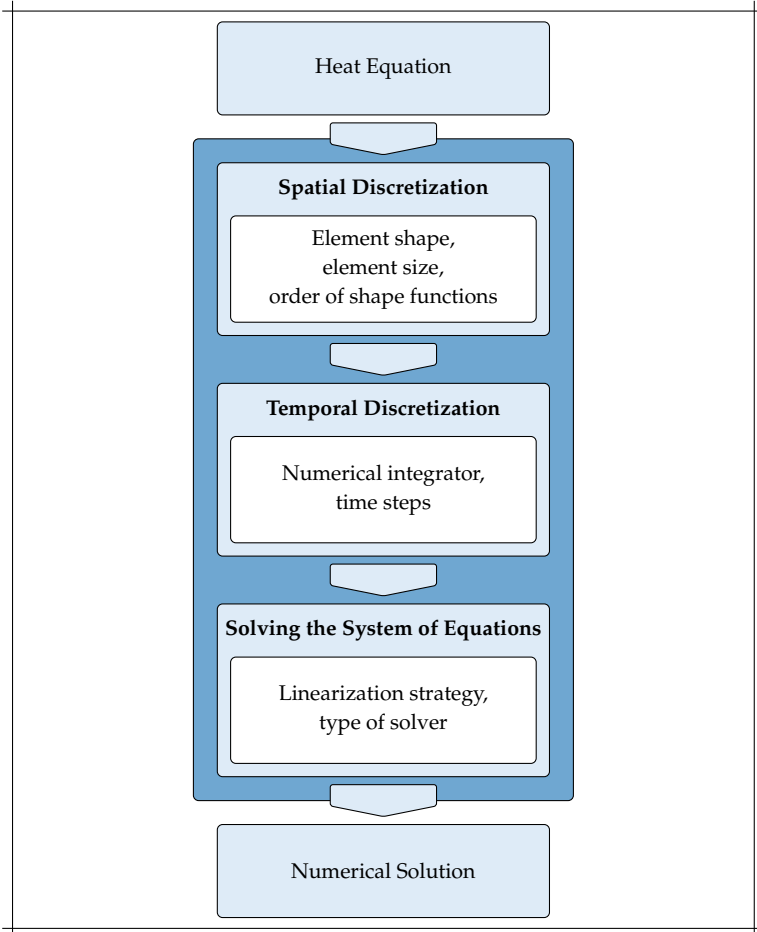 Heat Equation
Spatial Discretization
Element shape,
element size,
order of shape functions
Temporal Discretization
Numerical integrator,
time steps
Solving the System of Equations
Linearization strategy,
type of solver
Numerical Solution